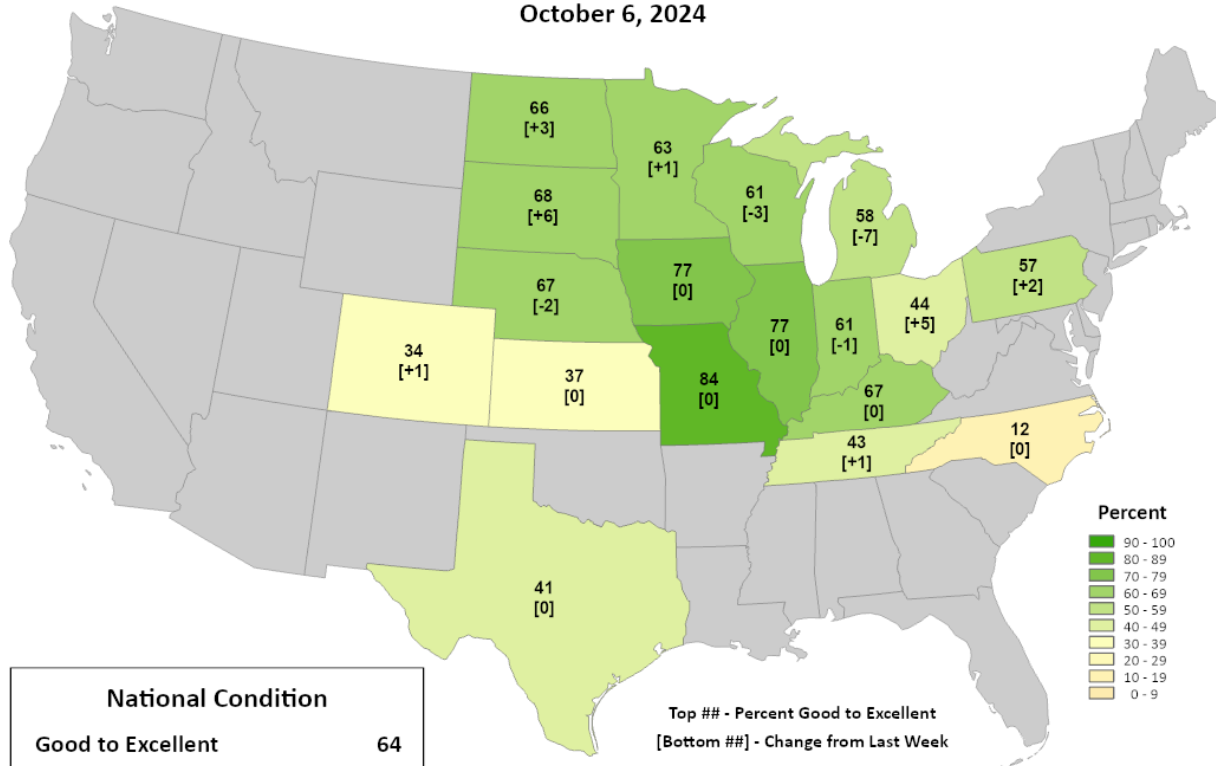 October 6, 2024
66
[+3]
63
[+1]
68
[+6]
61
[-3]
58
[-7]
67
[-2]
77
[0]
77
[0]
61
[-1]
44
[+5]
57
[+2]
34
[+1]
37
[0]
84
[0]
67
[0]
43
[+1]
12
[0]
41
[0]
Percent
90 - 100
80 - 89
70 - 79
60 - 69
50 - 59
40 - 49
30 - 39
20 - 29
10 - 19
0 - 9
National Condition
Good to Excellent 64
Top ## - Percent Good to Excellent
[Bottom ##] - Change from Last Week